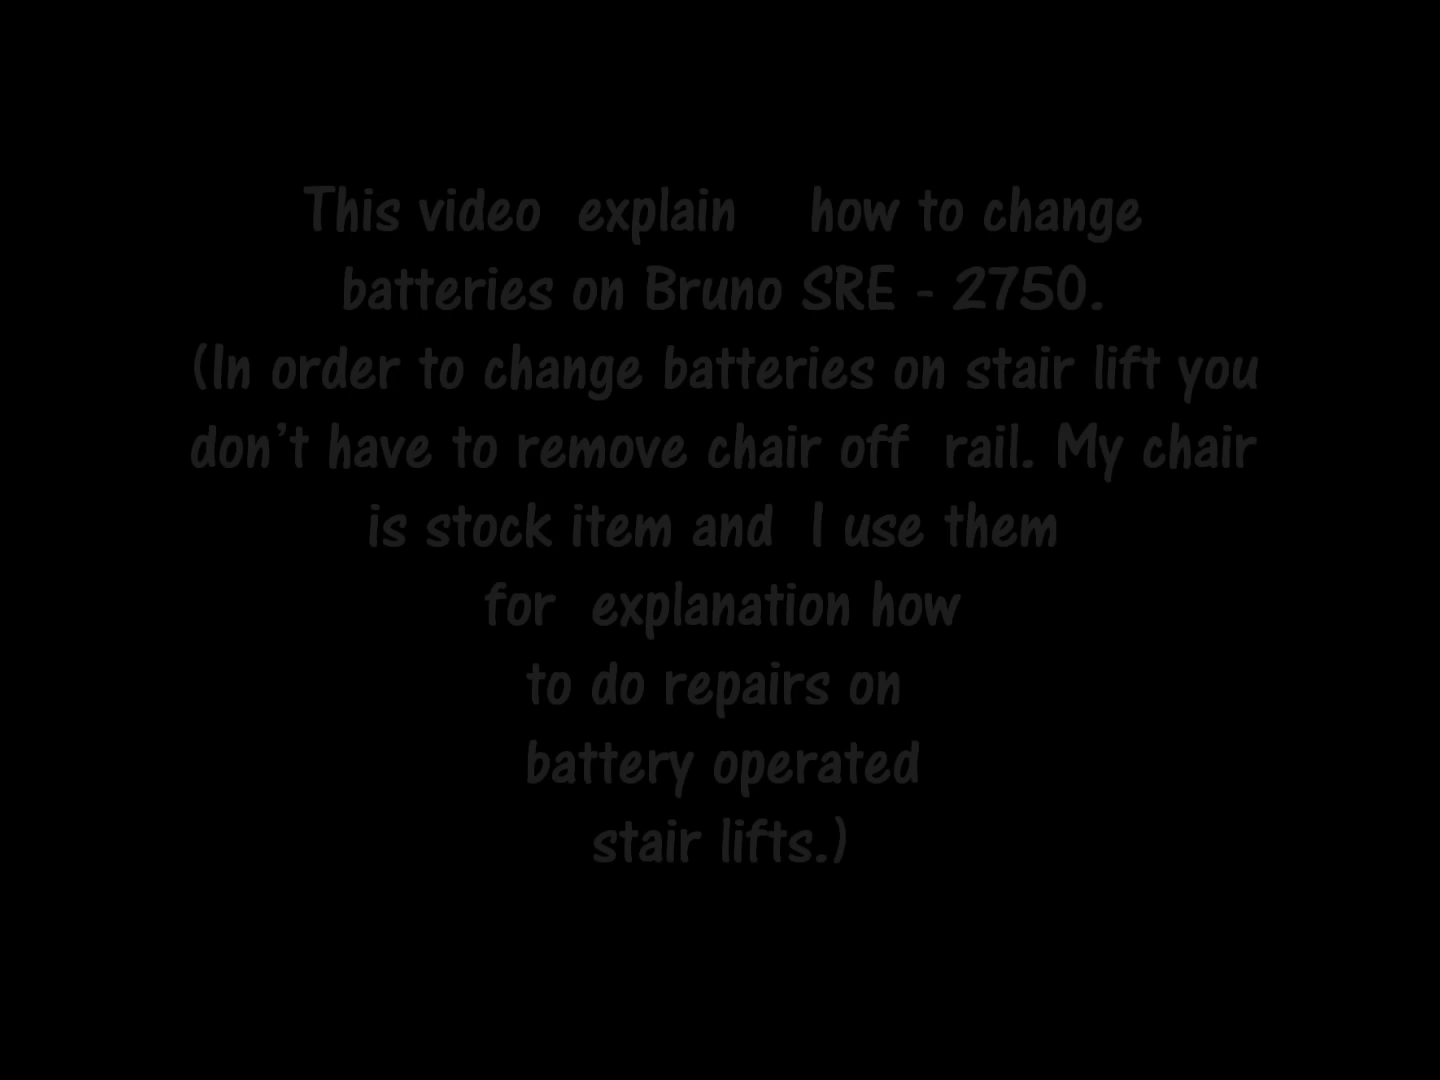 This video explain how to change
batteries on Bruno SRE - 2750.
(In order to change batteries on stair lift you
don't have to remove chair off rail. My chair
is stock item and I use them
for explanation how
to do repairs on
battery operated
stair lifts.)